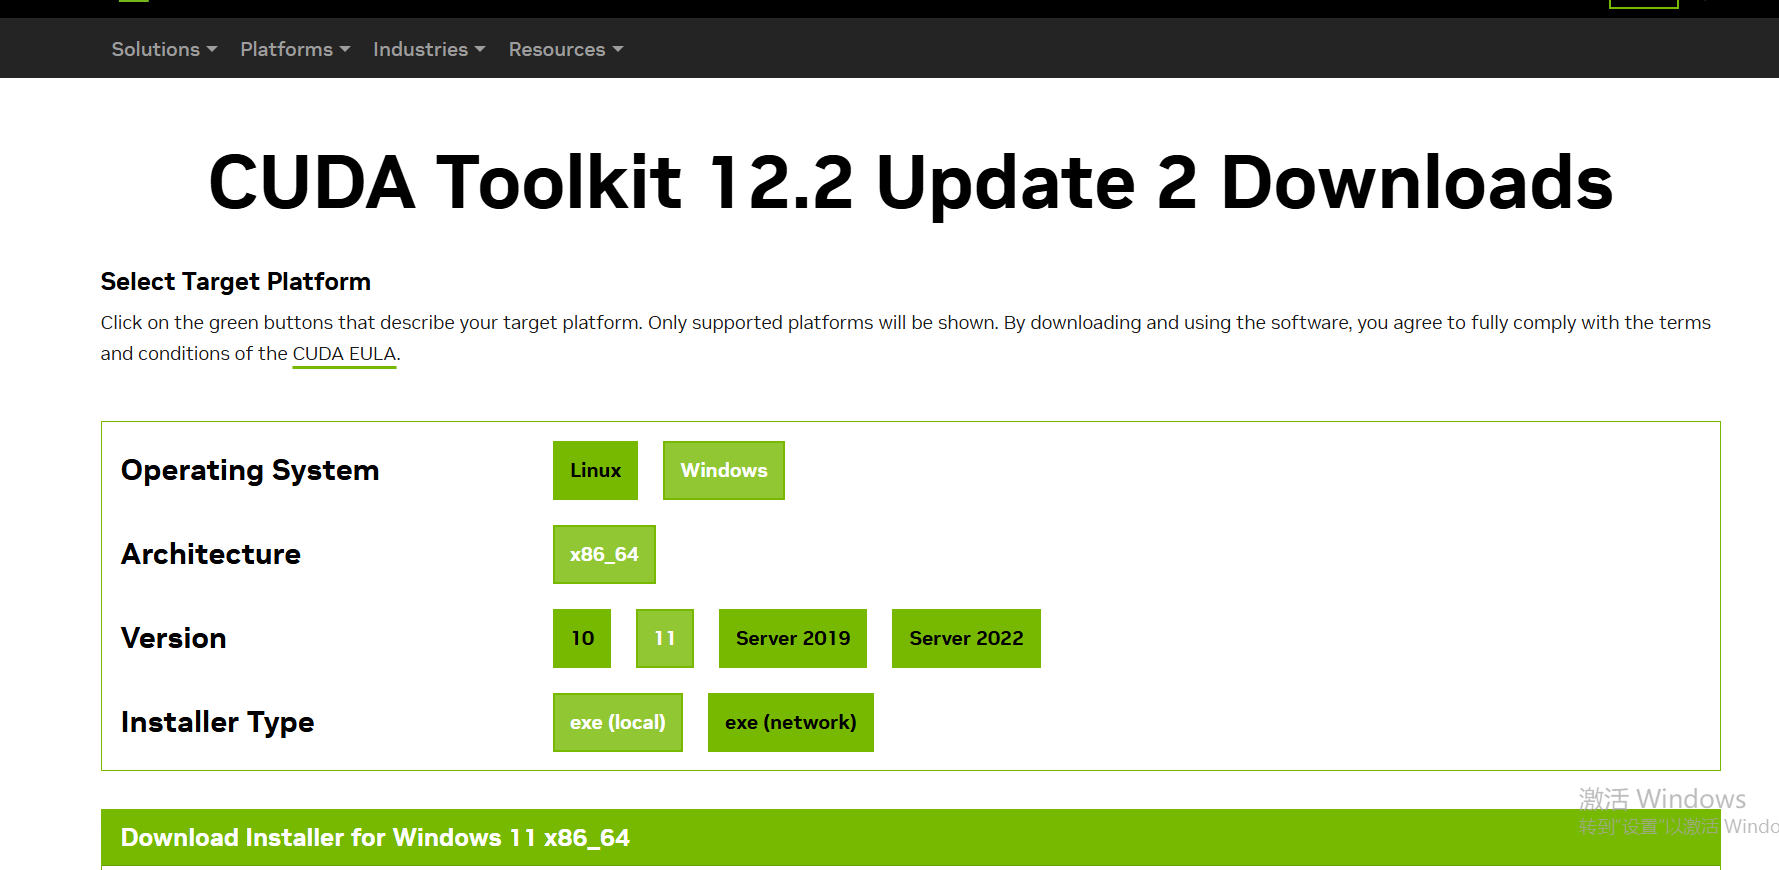 Solutions Platforms Industries Resources
CUDA Toolkit 12.2 Update 2 Downloads
Select Target Platform
Click on the green buttons that describe your target platform. Only supported platforms will be shown. By downloading and using the software, you agree to fully comply with the terms
and conditions of the CUDA EULA.
Operating System Linux Windows
Architecture x86_64
Version 10 11 Server 2019 Server 2022
Installer Type exe (local) exe (network)
激活 Windows
转到"设置"以激活 Windo
Download Installer for Windows 11 x86_64